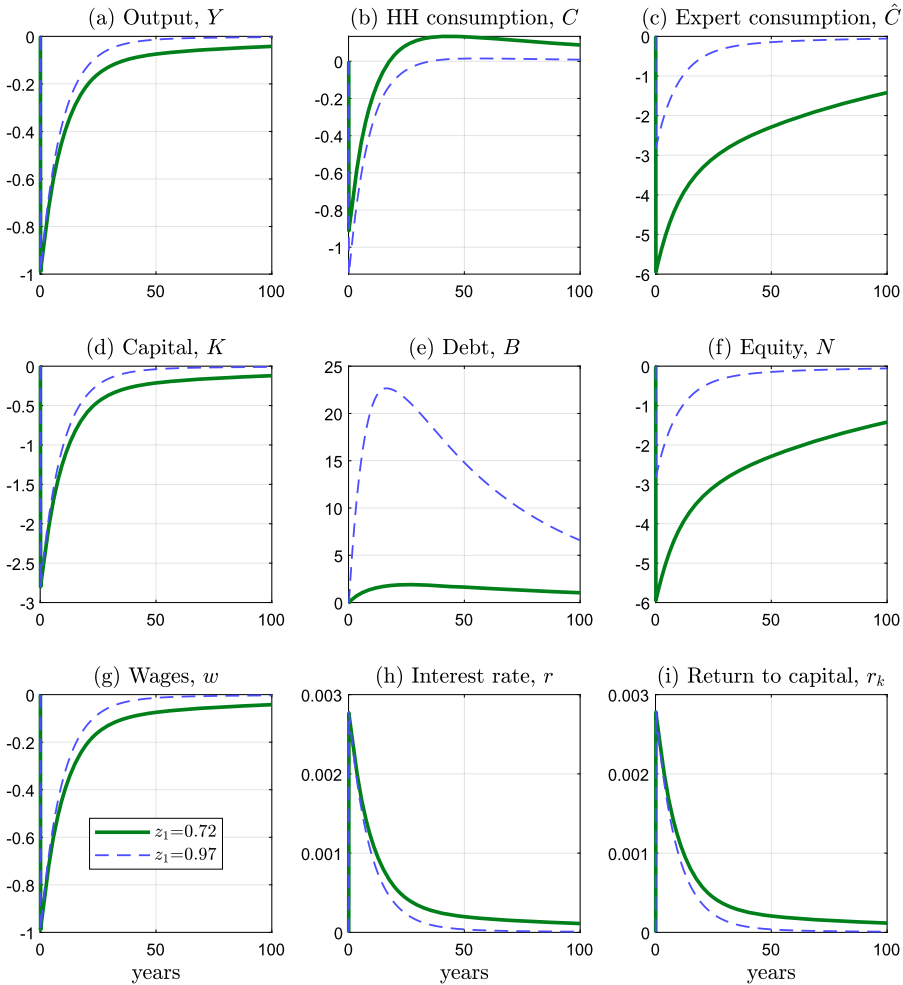 (a) Output, Y
0
-0.2
-0.4
-0.6
-0.8
-1
0 50 100
(b) HH consumption, C
0
-0.2
-0.4
-0.6
-0.8
-1
0 50 100
(c) Expert consumption, Ĉ
0
-1
-2
-3
-4
-5
-6
0 50 100
(d) Capital, K
0
-0.5
-1
-1.5
-2
-2.5
-3
0 50 100
(e) Debt, B
25
20
15
10
5
0
0 50 100
(f) Equity, N
0
-1
-2
-3
-4
-5
-6
0 50 100
(g) Wages, w
0
-0.2
-0.4
-0.6
-0.8
-1
z₁=0.72
z₁=0.97
0 50 100
years
(h) Interest rate, r
0.003
0.002
0.001
0
0 50 100
years
(i) Return to capital, rₖ
0.003
0.002
0.001
0
0 50 100
years